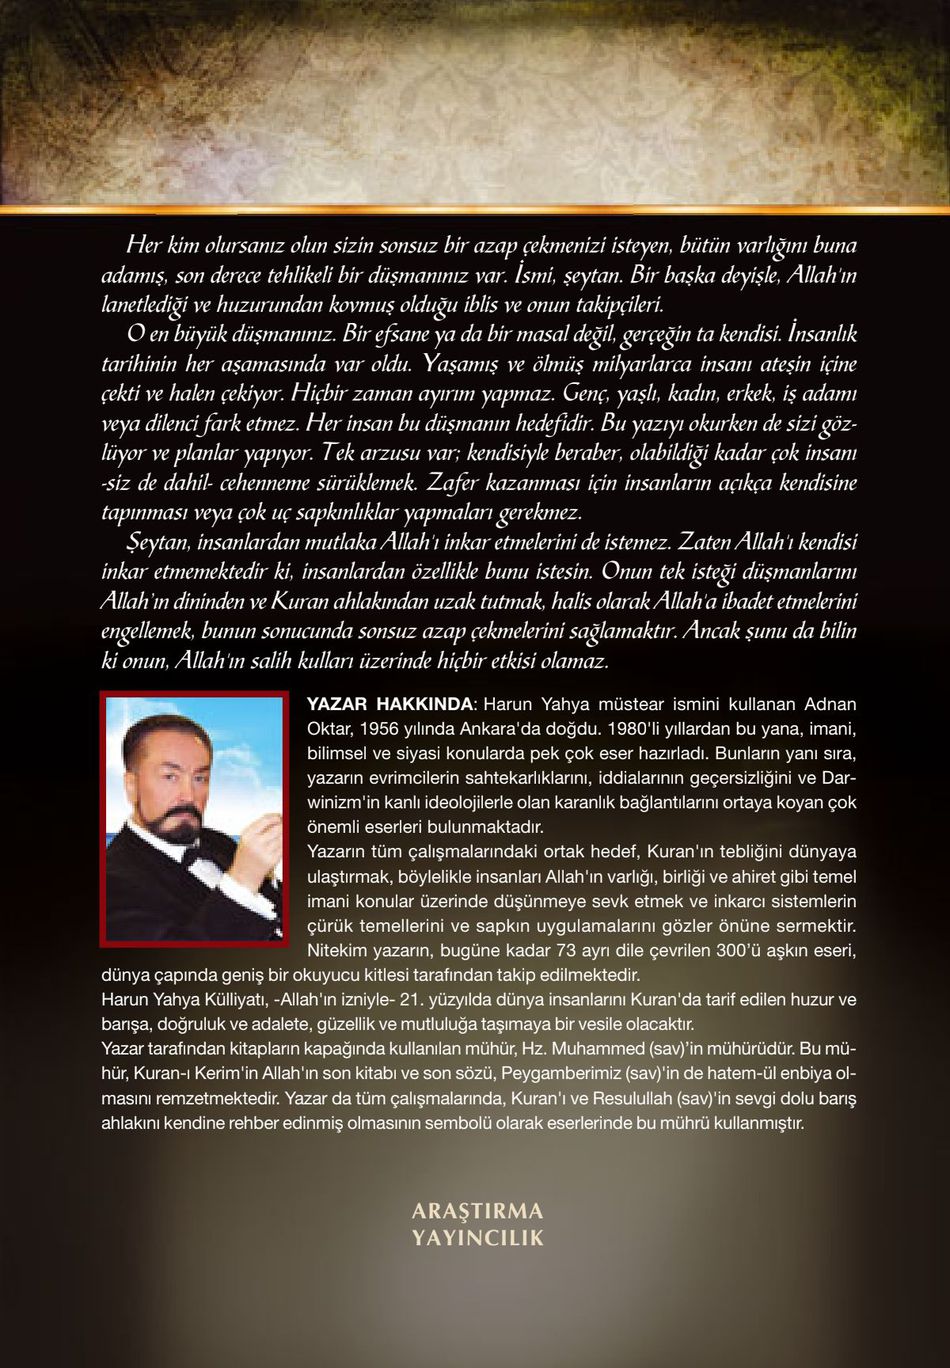 Her kim olursanız olun sizin sonsuz bir azap çekmenizi isteyen, bütün varlığını buna
adamış, son derece tehlikeli bir düşmanınız var. İsmi, şeytan. Bir başka deyişle, Allah'ın
lanetlediği ve huzurundan kovmuş olduğu iblis ve onun takipçileri.
O en büyük düşmanınız. Bir efsane ya da bir masal değil, gerçeğin ta kendisi. İnsanlık
tarihinin her aşamasında var oldu. Yaşamış ve ölmüş milyarlarca insanı ateşin içine
çekti ve halen çekiyor. Hiçbir zaman ayırım yapmaz. Genç, yaşlı, kadın, erkek, iş adamı
veya dilenci fark etmez. Her insan bu düşmanın hedefidir. Bu yazıyı okurken de sizi göz-
lüyor ve planlar yapıyor. Tek arzusu var; kendisiyle beraber, olabildiği kadar çok insanı
-siz de dahil- cehenneme sürüklemek. Zafer kazanması için insanların açıkça kendisine
tapınması veya çok uç sapkınlıklar yapmaları gerekmez.
Şeytan, insanlardan mutlaka Allah'ı inkar etmelerini de istemez. Zaten Allah'ı kendisi
inkar etmemektedir ki, insanlardan özellikle bunu istesin. Onun tek isteği düşmanlarını
Allah'ın dininden ve Kuran ahlakından uzak tutmak, halis olarak Allah'a ibadet etmelerini
engellemek, bunun sonucunda sonsuz azap çekmelerini sağlamaktır. Ancak şunu da bilin
ki onun, Allah'ın salih kulları üzerinde hiçbir etkisi olamaz.
YAZAR HAKKINDA: Harun Yahya müstear ismini kullanan Adnan
Oktar, 1956 yılında Ankara'da doğdu. 1980'li yıllardan bu yana, imani,
bilimsel ve siyasi konularda pek çok eser hazırladı. Bunların yanı sıra,
yazarın evrimcilerin sahtekarlıklarını, iddialarının geçersizliğini ve Dar-
winizm'in kanlı ideolojilerle olan karanlık bağlantılarını ortaya koyan çok
önemli eserleri bulunmaktadır.
Yazarın tüm çalışmalarındaki ortak hedef, Kuran'ın tebliğini dünyaya
ulaştırmak, böylelikle insanları Allah'ın varlığı, birliği ve ahiret gibi temel
imani konular üzerinde düşünmeye sevk etmek ve inkarcı sistemlerin
çürük temellerini ve sapkın uygulamalarını gözler önüne sermektir.
Nitekim yazarın, bugüne kadar 73 ayrı dile çevrilen 300'ü aşkın eseri,
dünya çapında geniş bir okuyucu kitlesi tarafından takip edilmektedir.
Harun Yahya Külliyatı, -Allah'ın izniyle- 21. yüzyılda dünya insanlarını Kuran'da tarif edilen huzur ve
barışa, doğruluk ve adalete, güzellik ve mutluluğa taşımaya bir vesile olacaktır.
Yazar tarafından kitapların kapağında kullanılan mühür, Hz. Muhammed (sav)'in mühürüdür. Bu mü-
hür, Kuran-ı Kerim'in Allah'ın son kitabı ve son sözü, Peygamberimiz (sav)'in de hatem-ül enbiya ol-
masını remzetmektedir. Yazar da tüm çalışmalarında, Kuran'ı ve Resulullah (sav)'in sevgi dolu barış
ahlakını kendine rehber edinmiş olmasının sembolü olarak eserlerinde bu mührü kullanmıştır.
ARAŞTIRMA
YAYINCILIK